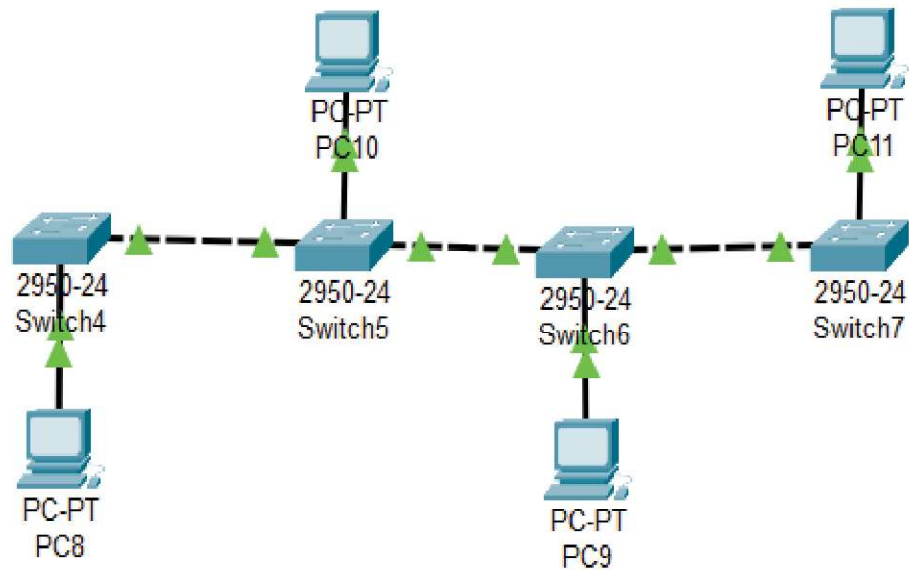 PC-PT
PC10
PC-PT
PC11
2950-24
Switch4
2950-24
Switch5
2950-24
Switch6
2950-24
Switch7
PC-PT
PC8
PC-PT
PC9